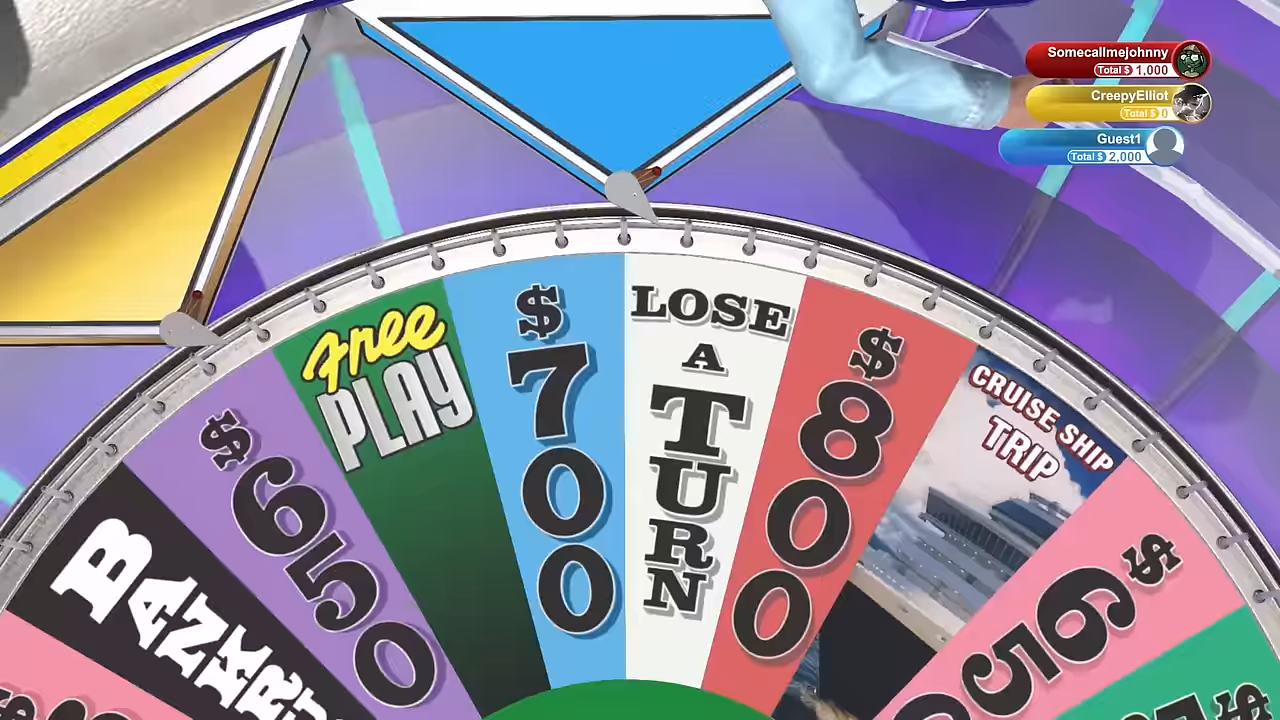 Somecallmejohnny
Total $ 1,000
CreepyElliot
Total $ 0
Guest1
Total $ 2,000
BANKR
$650
Free
PLAY
$700
LOSE
A
TURN
$800
CRUISE SHIP
TRIP
$